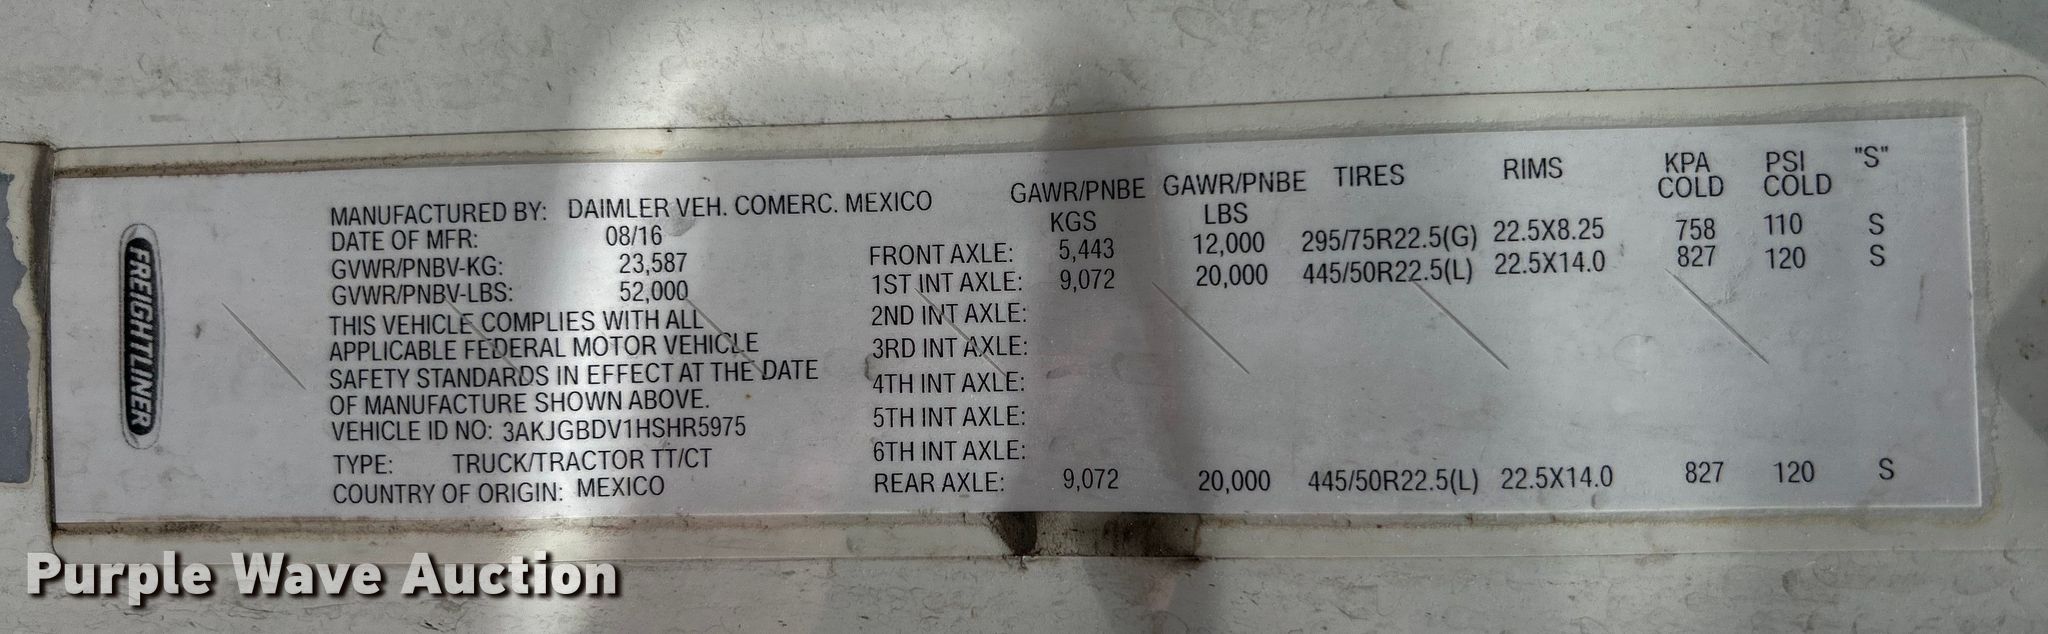 FREIGHTLINER
MANUFACTURED BY: DAIMLER VEH. COMERC. MEXICO
DATE OF MFR: 08/16
GVWR/PNBV-KG: 23,587
GVWR/PNBV-LBS: 52,000
THIS VEHICLE COMPLIES WITH ALL
APPLICABLE FEDERAL MOTOR VEHICLE
SAFETY STANDARDS IN EFFECT AT THE DATE
OF MANUFACTURE SHOWN ABOVE.
VEHICLE ID NO: 3AKJGBDV1HSHR5975
TYPE: TRUCK/TRACTOR TT/CT
COUNTRY OF ORIGIN: MEXICO
GAWR/PNBE GAWR/PNBE TIRES RIMS KPA PSI "S"
KGS LBS COLD COLD
FRONT AXLE: 5,443 12,000 295/75R22.5(G) 22.5X8.25 758 110 S
1ST INT AXLE: 9,072 20,000 445/50R22.5(L) 22.5X14.0 827 120 S
2ND INT AXLE:
3RD INT AXLE:
4TH INT AXLE:
5TH INT AXLE:
6TH INT AXLE:
REAR AXLE: 9,072 20,000 445/50R22.5(L) 22.5X14.0 827 120 S
Purple Wave Auction